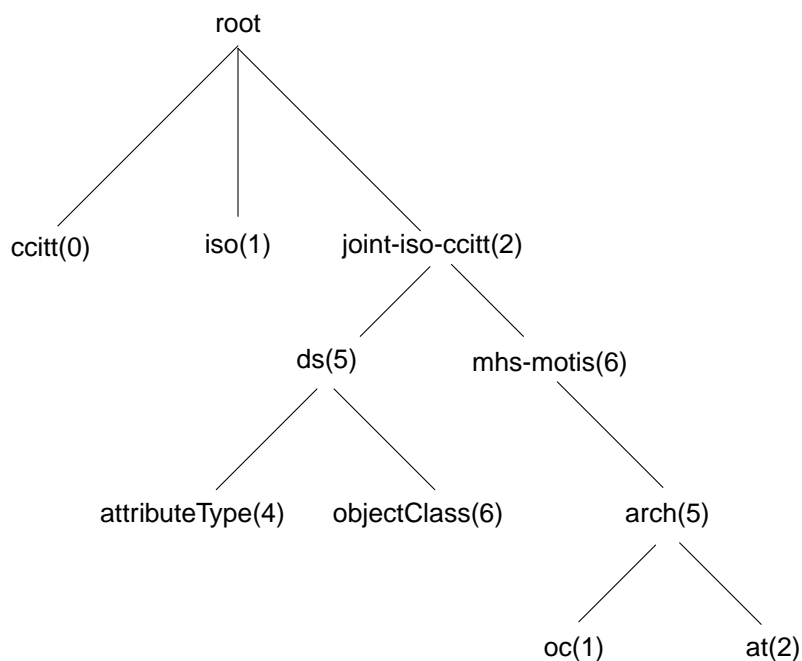 root
ccitt(0) iso(1) joint-iso-ccitt(2)
ds(5) mhs-motis(6)
attributeType(4) objectClass(6) arch(5)
oc(1) at(2)